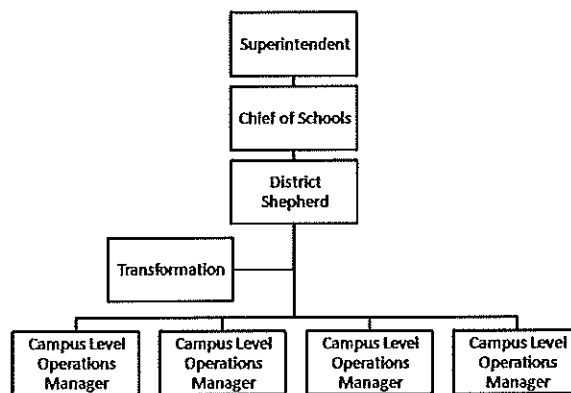 Superintendent
Chief of Schools
District
Shepherd
Transformation
Campus Level
Operations
Manager
Campus Level
Operations
Manager
Campus Level
Operations
Manager
Campus Level
Operations
Manager